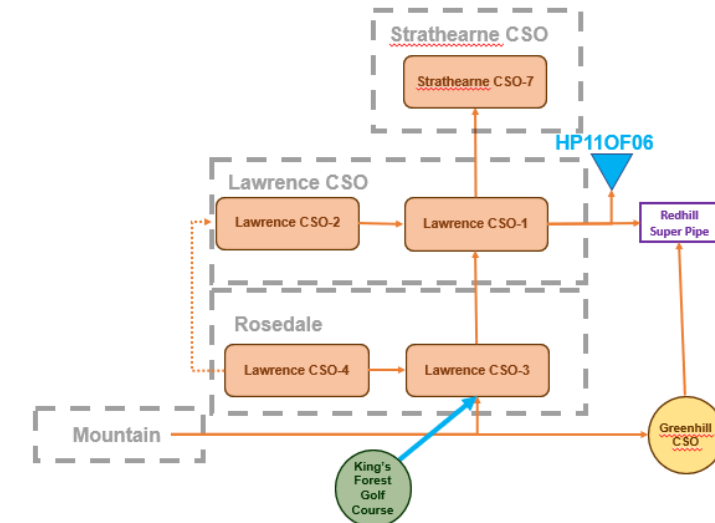 Strathearne CSO
Strathearne CSO-7
HP11OF06
Lawrence CSO
Lawrence CSO-2
Lawrence CSO-1
Redhill
Super Pipe
Rosedale
Lawrence CSO-4
Lawrence CSO-3
Mountain
Greenhill
CSO
King's
Forest
Golf
Course